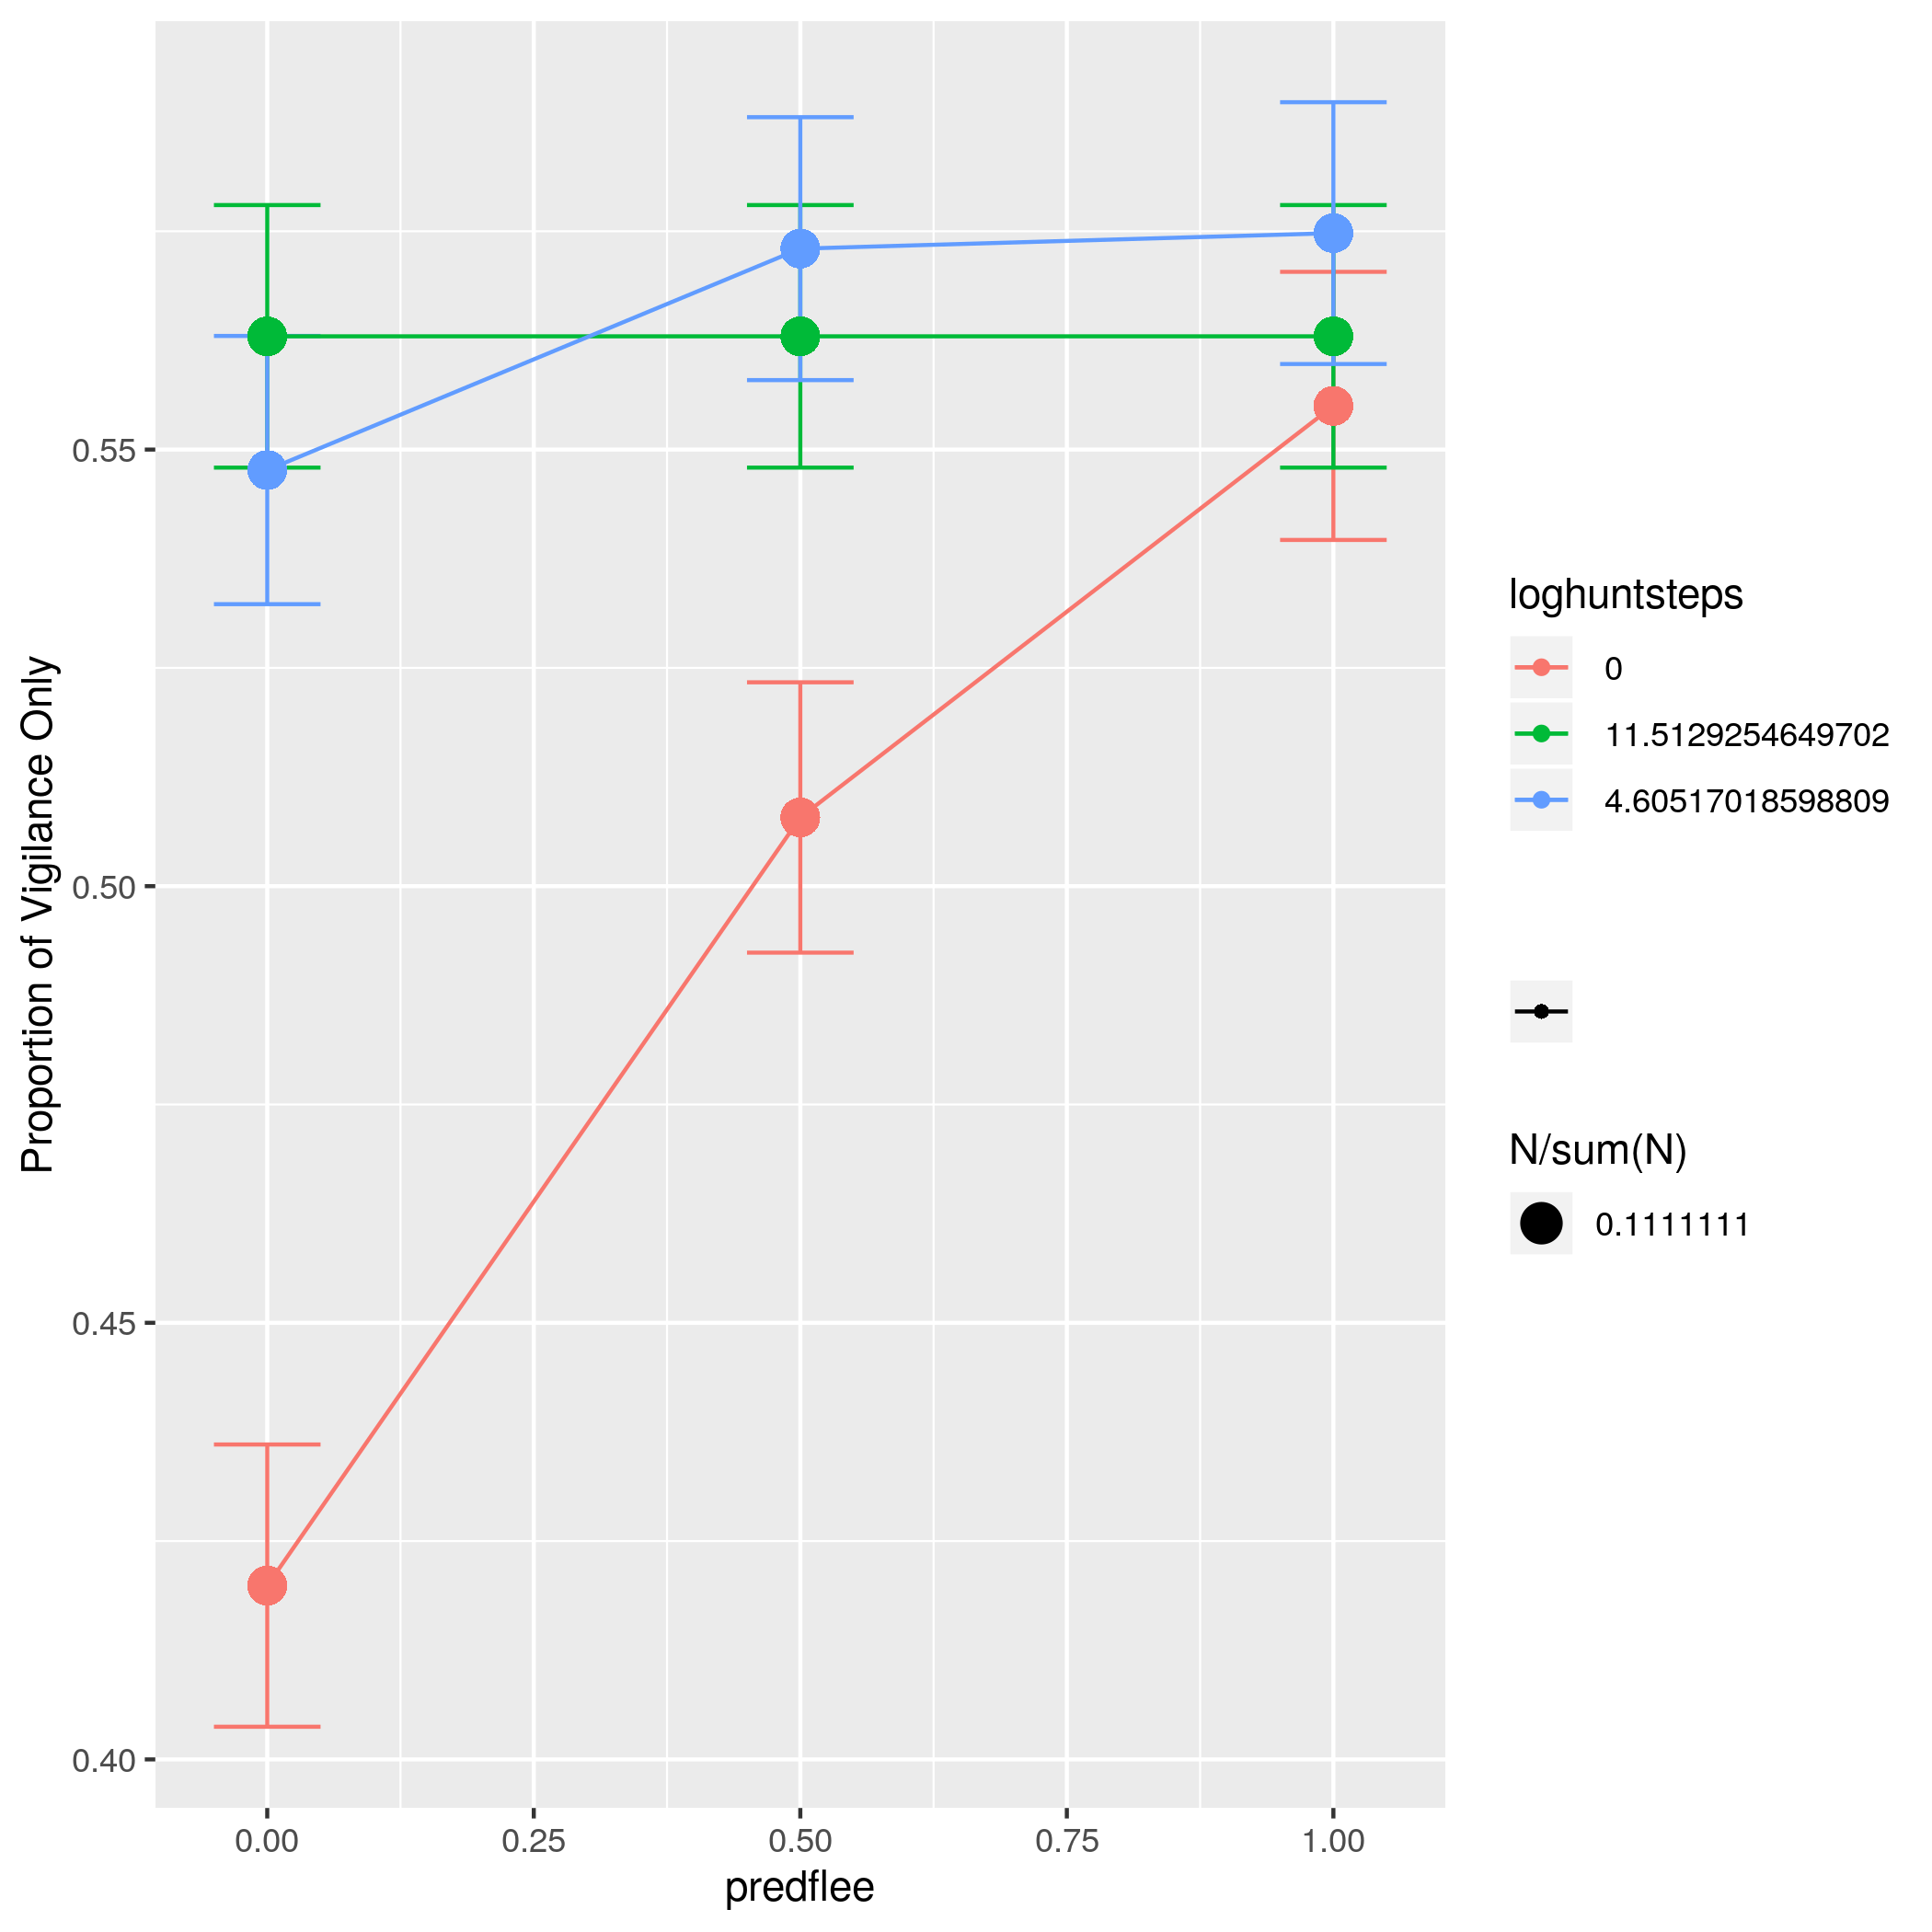 Proportion of Vigilance Only
0.55
0.50
0.45
0.40
0.00 0.25 0.50 0.75 1.00
predflee
loghuntsteps
0
11.5129254649702
4.60517018598809
N/sum(N)
0.1111111